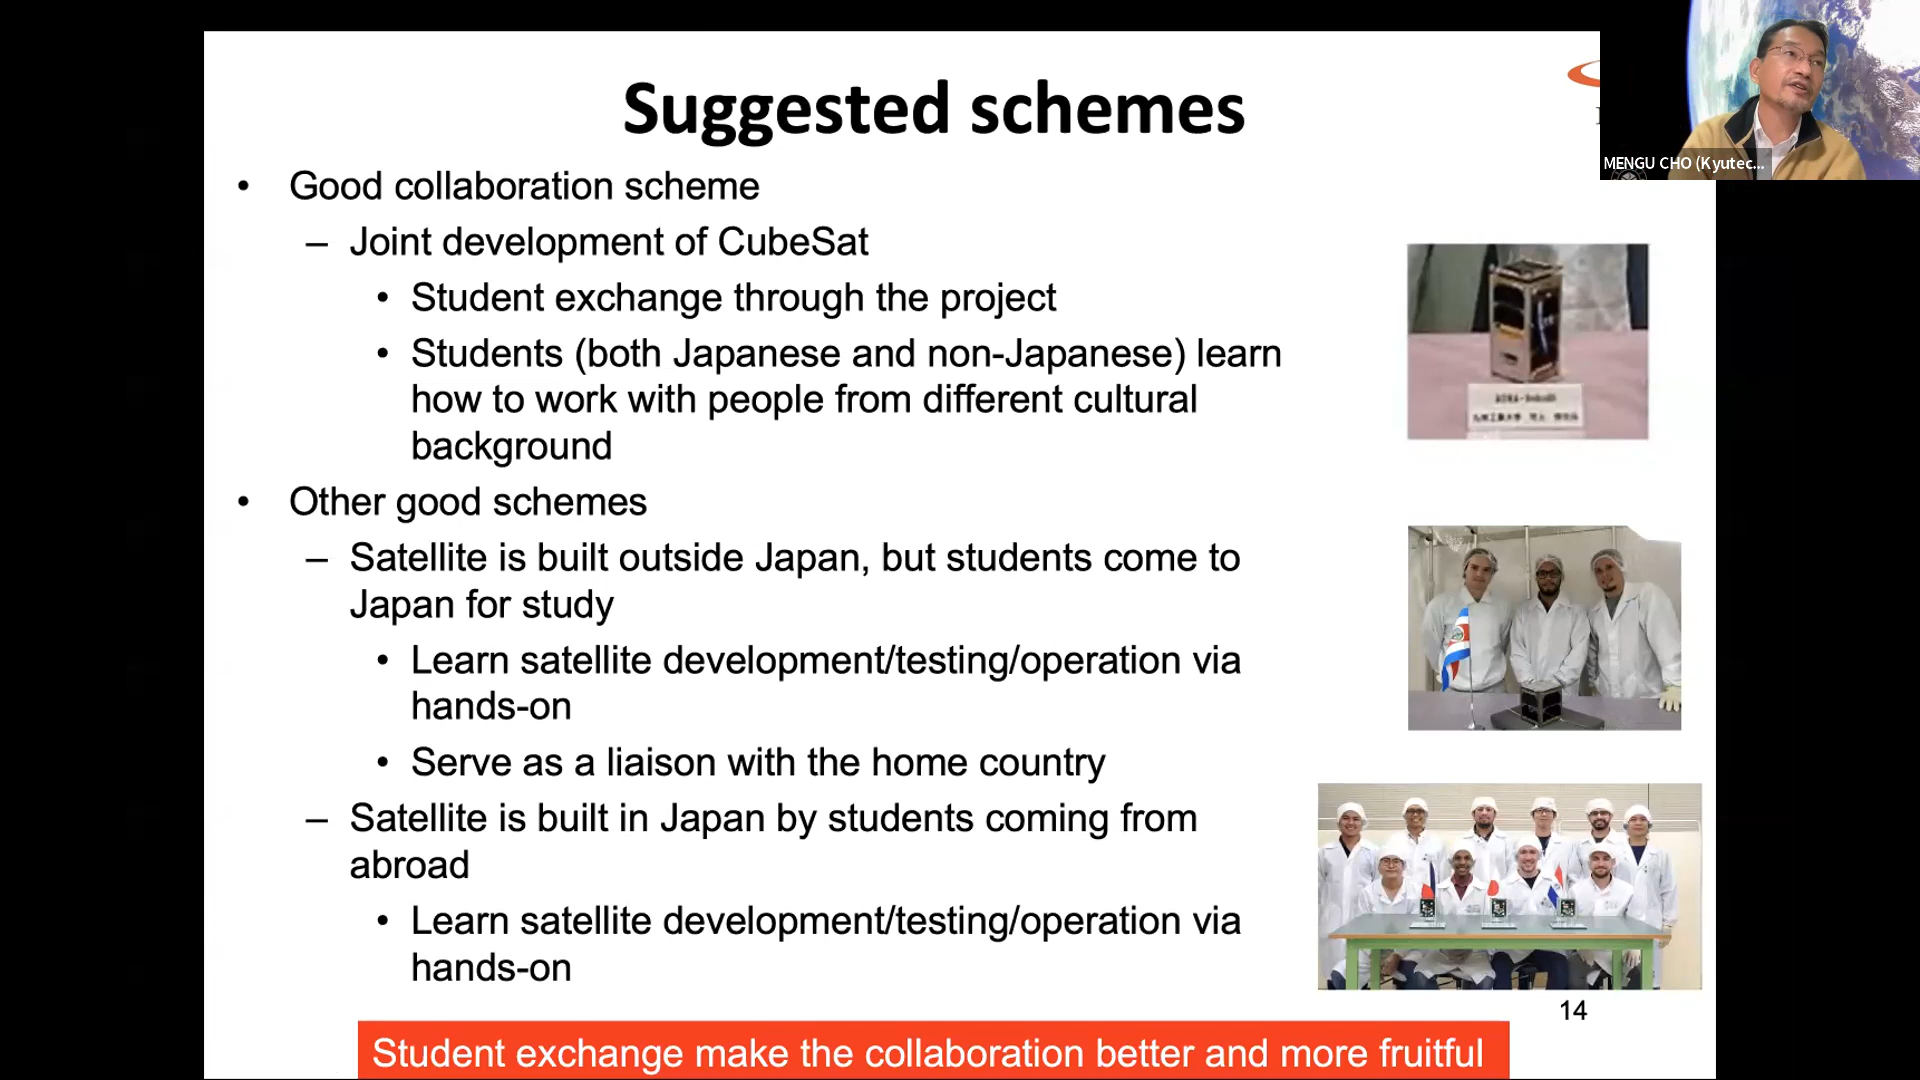 Suggested schemes
MENGU CHO (Kyutec...
• Good collaboration scheme
– Joint development of CubeSat
• Student exchange through the project
• Students (both Japanese and non-Japanese) learn
how to work with people from different cultural
background
• Other good schemes
– Satellite is built outside Japan, but students come to
Japan for study
• Learn satellite development/testing/operation via
hands-on
• Serve as a liaison with the home country
– Satellite is built in Japan by students coming from
abroad
• Learn satellite development/testing/operation via
hands-on
14
Student exchange make the collaboration better and more fruitful